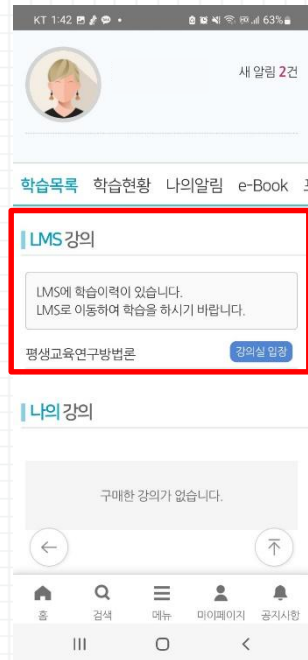 KT 1:42
63%
새 알림 2건
학습목록 학습현황 나의알림 e-Book
LMS 강의
LMS에 학습이력이 있습니다.
LMS로 이동하여 학습을 하시기 바랍니다.
평생교육연구방법론 강의실 입장
나의 강의
구매한 강의가 없습니다.
홈 검색 메뉴 마이페이지 공지사항